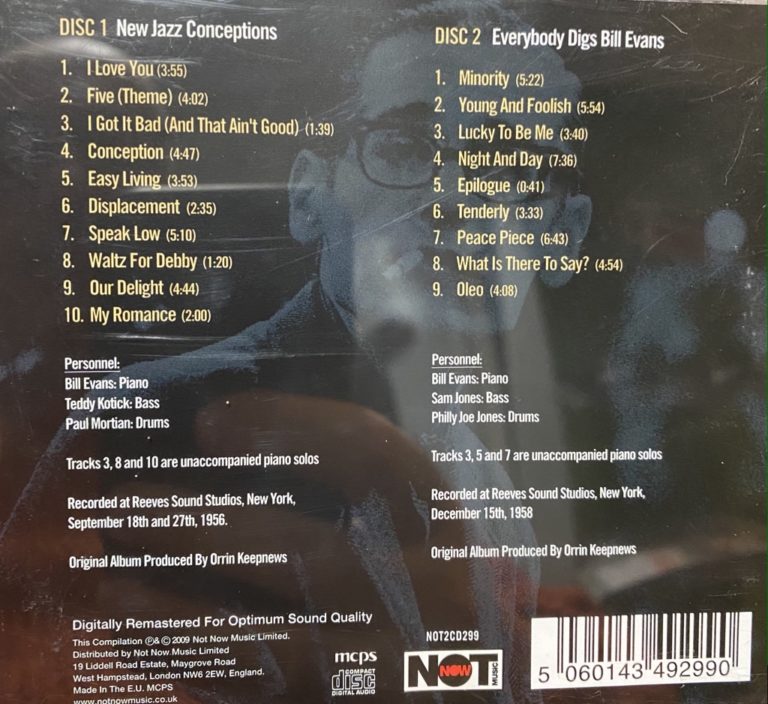 DISC 1 New Jazz Conceptions
1. I Love You (3:55)
2. Five (Theme) (4:02)
3. I Got It Bad (And That Ain't Good) (1:39)
4. Conception (4:47)
5. Easy Living (3:53)
6. Displacement (2:35)
7. Speak Low (5:10)
8. Waltz For Debby (1:20)
9. Our Delight (4:44)
10. My Romance (2:00)
Personnel:
Bill Evans: Piano
Teddy Kotick: Bass
Paul Mortian: Drums
Tracks 3, 8 and 10 are unaccompanied piano solos
Recorded at Reeves Sound Studios, New York,
September 18th and 27th, 1956.
Original Album Produced By Orrin Keepnews
DISC 2 Everybody Digs Bill Evans
1. Minority (5:22)
2. Young And Foolish (5:54)
3. Lucky To Be Me (3:40)
4. Night And Day (7:36)
5. Epilogue (0:41)
6. Tenderly (3:33)
7. Peace Piece (6:43)
8. What Is There To Say? (4:54)
9. Oleo (4:08)
Personnel:
Bill Evans: Piano
Sam Jones: Bass
Philly Joe Jones: Drums
Tracks 3, 5 and 7 are unaccompanied piano solos
Recorded at Reeves Sound Studios, New York,
December 15th, 1958
Original Album Produced By Orrin Keepnews
Digitally Remastered For Optimum Sound Quality
This Compilation ℗&© 2009 Not Now Music Limited.
Distributed by Not Now Music Limited
19 Liddell Road Estate, Maygrove Road
West Hampstead, London NW6 2EW, England.
Made In The E.U. MCPS
www.notnowmusic.co.uk
mcps
COMPACT
disc
DIGITAL AUDIO
NOT2CD299
NOT NOW MUSIC
5 060143 492990